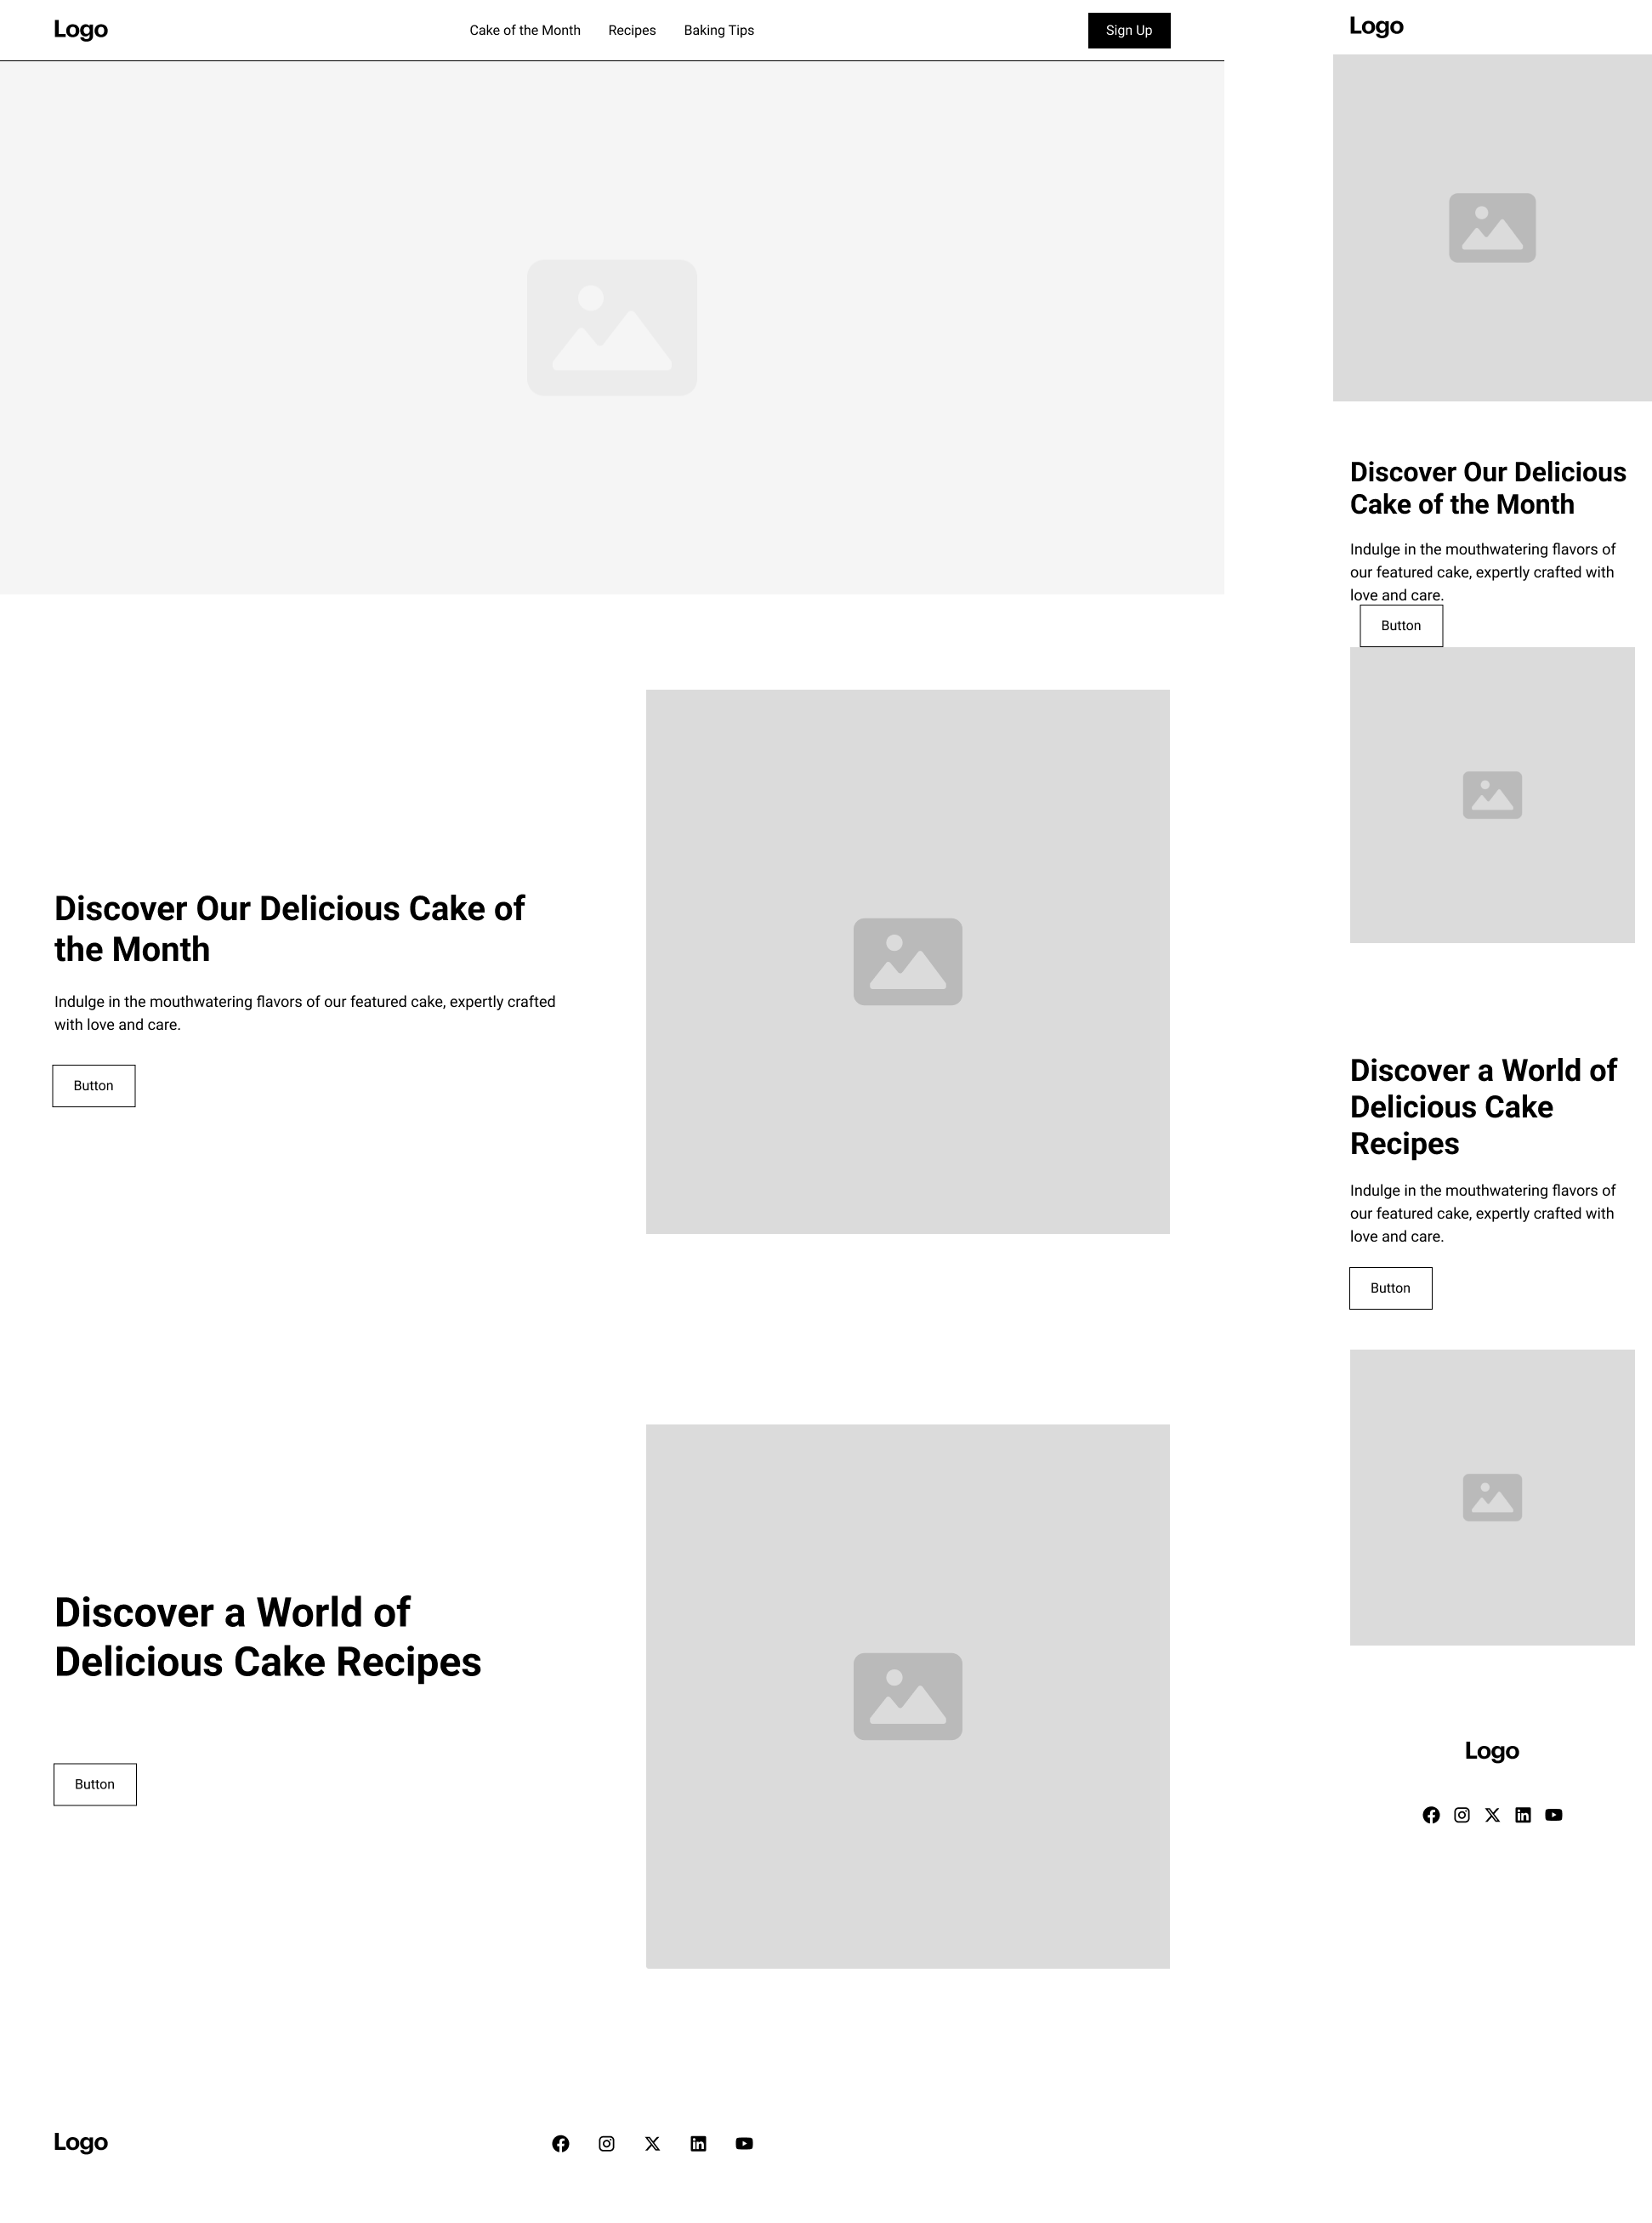 Logo
Cake of the Month
Recipes
Baking Tips
Sign Up
Discover Our Delicious Cake of
the Month
Indulge in the mouthwatering flavors of our featured cake, expertly crafted
with love and care.
Button
Discover a World of
Delicious Cake Recipes
Button
Logo
Logo
Discover Our Delicious
Cake of the Month
Indulge in the mouthwatering flavors of
our featured cake, expertly crafted with
love and care.
Button
Discover a World of
Delicious Cake
Recipes
Indulge in the mouthwatering flavors of
our featured cake, expertly crafted with
love and care.
Button
Logo